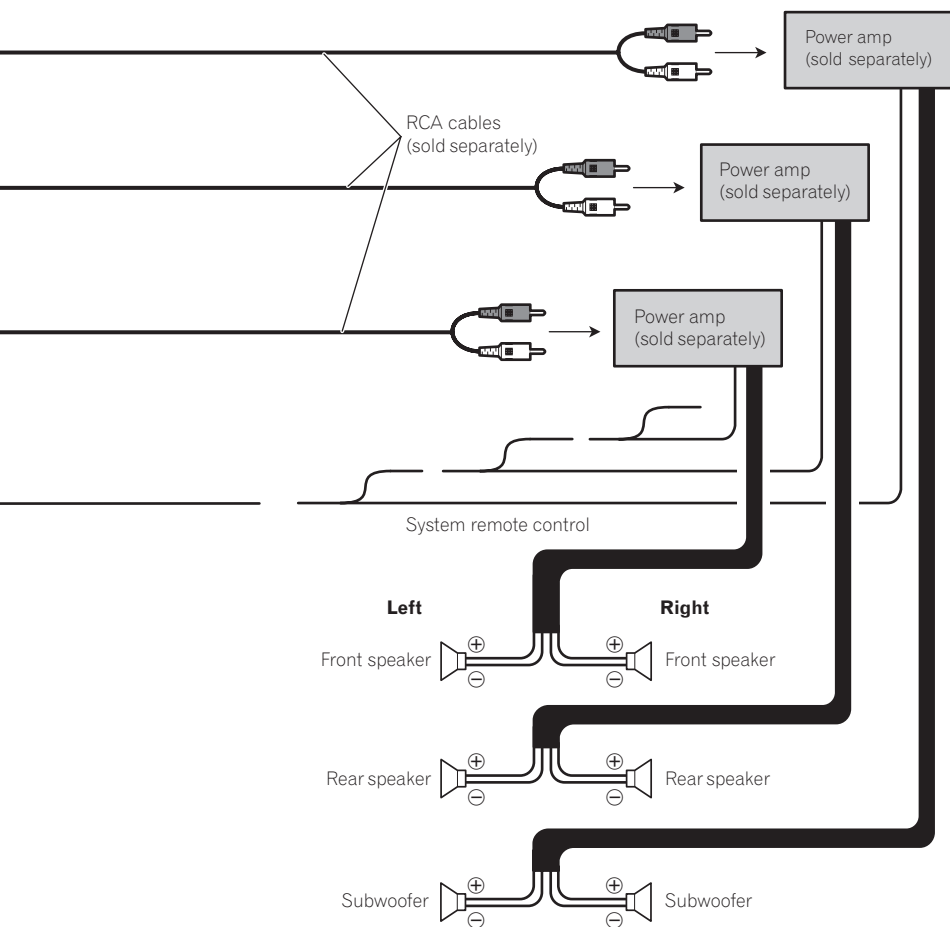 Power amp
(sold separately)
RCA cables
(sold separately)
Power amp
(sold separately)
Power amp
(sold separately)
System remote control
Left
Right
+
+
Front speaker
Front speaker
−
−
+
+
Rear speaker
Rear speaker
−
−
+
+
Subwoofer
Subwoofer
−
−